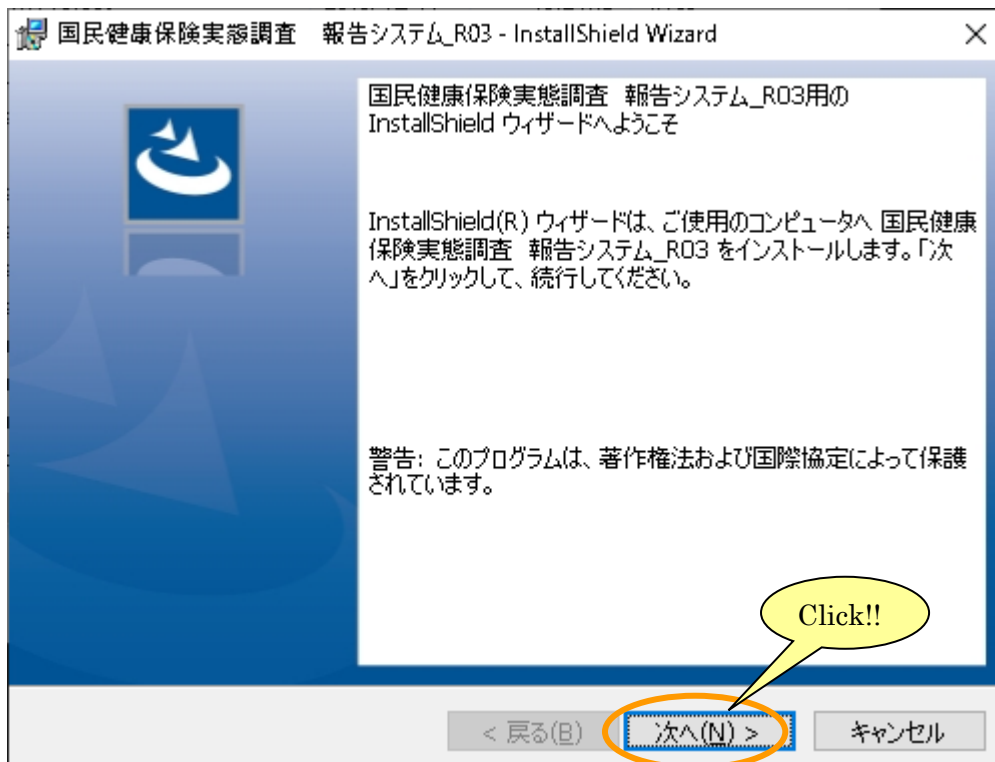 国民健康保険実態調査　報告システム_R03 - InstallShield Wizard
国民健康保険実態調査　報告システム_R03用の
InstallShield ウィザードへようこそ
InstallShield(R) ウィザードは、ご使用のコンピュータへ 国民健康
保険実態調査　報告システム_R03 をインストールします。「次
へ」をクリックして、続行してください。
警告: このプログラムは、著作権法および国際協定によって保護
されています。
Click!!
< 戻る(B)
次へ(N) >
キャンセル